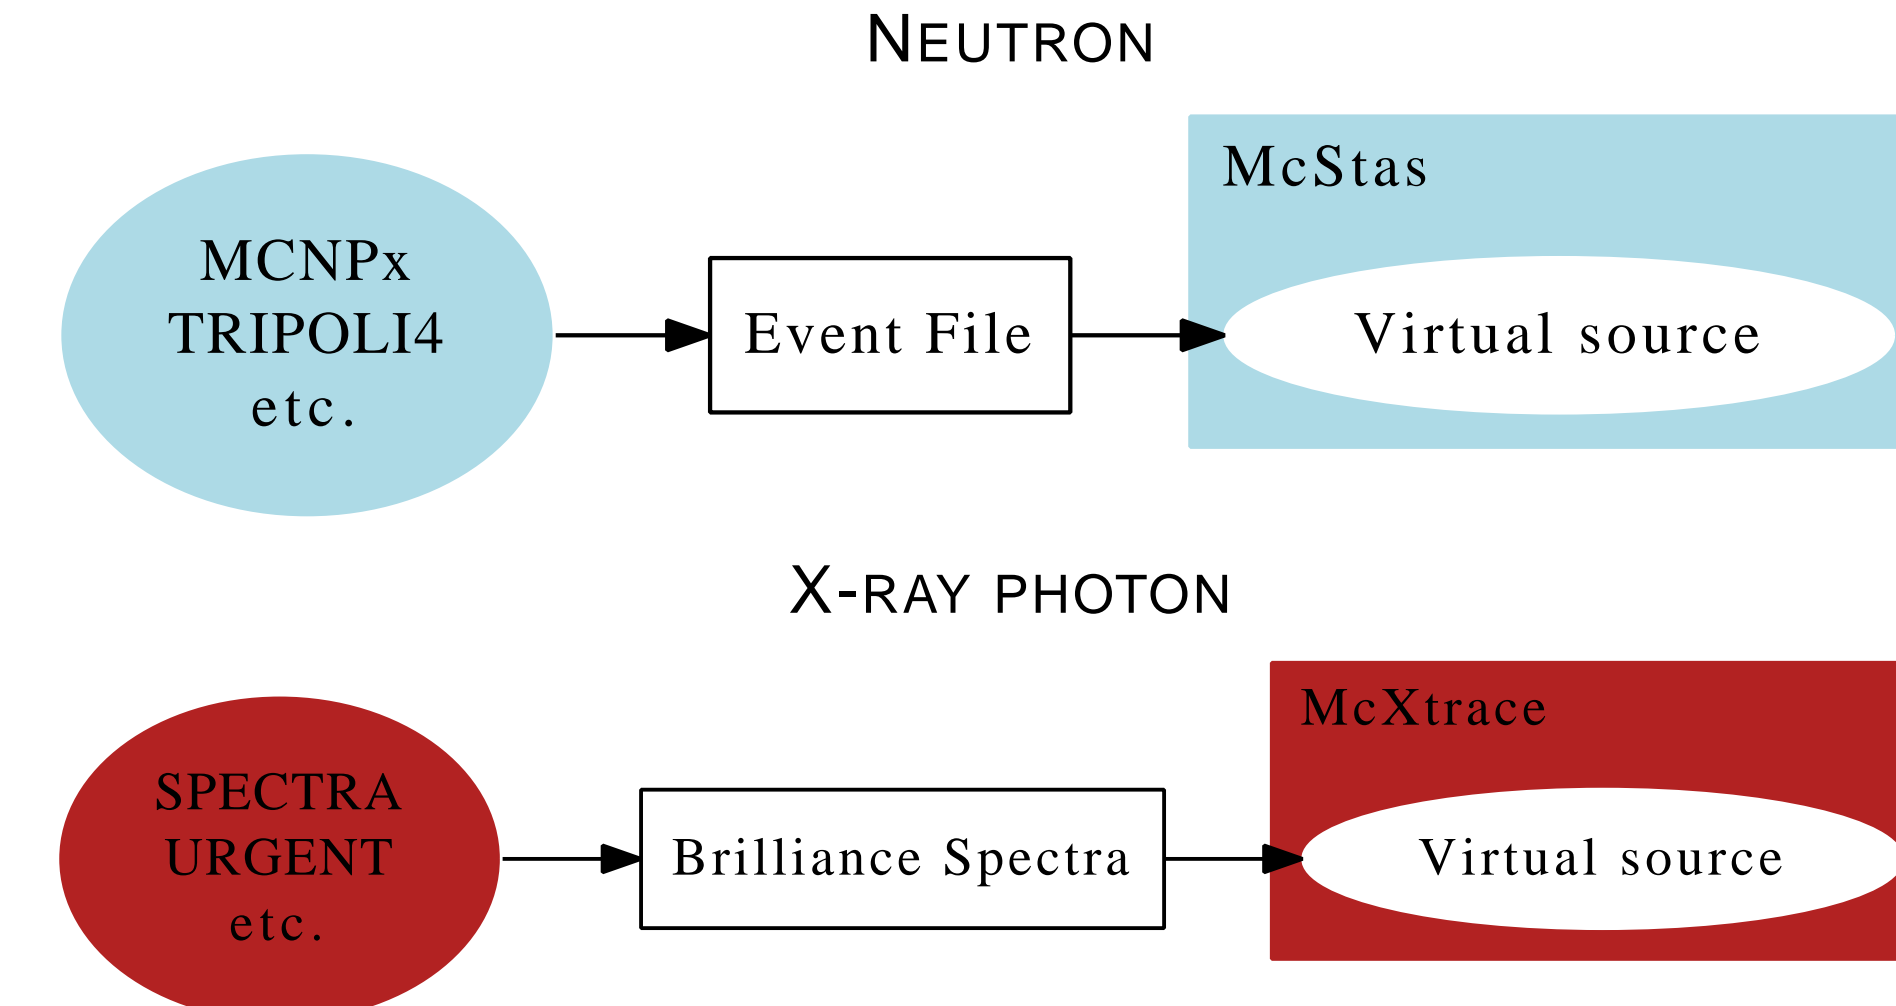 NEUTRON
McStas
MCNPx
TRIPOLI4
etc.
Event File
Virtual source
X-RAY PHOTON
McXtrace
SPECTRA
URGENT
etc.
Brilliance Spectra
Virtual source